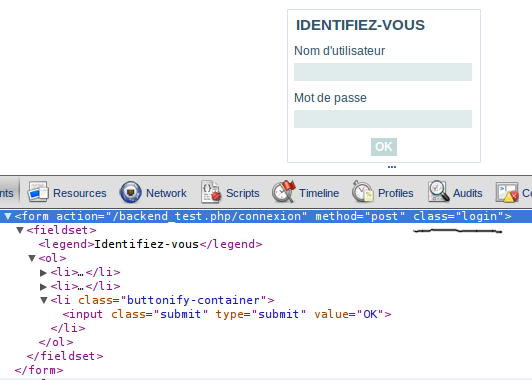 IDENTIFIEZ-VOUS
Nom d'utilisateur
Mot de passe
OK
...
nts Resources Network Scripts Timeline Profiles Audits Co
▼<form action="/backend_test.php/connexion" method="post" class="login">
▼<fieldset>
<legend>Identifiez-vous</legend>
▼<ol>
▶<li>…</li>
▶<li>…</li>
▼<li class="buttonify-container">
<input class="submit" type="submit" value="OK">
</li>
</ol>
</fieldset>
</form>